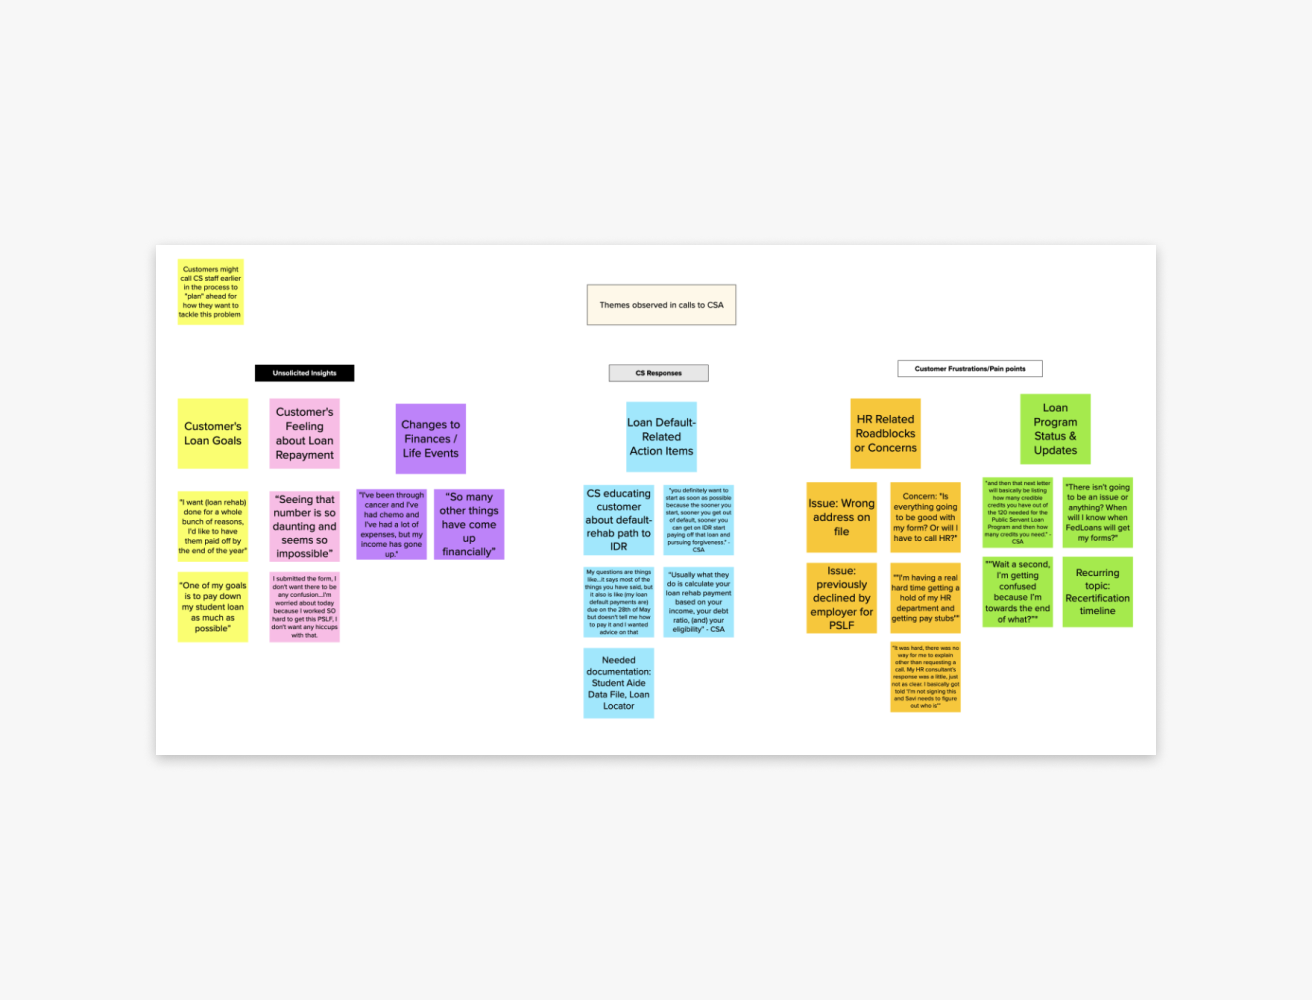 Customers might
call CS staff earlier
in the process to
"plan" ahead for
how they want to
tackle this problem
Themes observed in calls to CSA
Unsolicited Insights
Customer's
Loan Goals
Customer's
Feeling
about Loan
Repayment
Changes to
Finances /
Life Events
"I want (loan rehab)
done for a whole
bunch of reasons,
I'd like to have
them paid off by
the end of the year"
"Seeing that
number is so
daunting and
seems so
impossible"
"I've been through
cancer and I've
had chemo and
I've had a lot of
expenses, but my
income has gone
up."
"So many
other things
have come
up
financially"
"One of my goals
is to pay down
my student loan
as much as
possible"
I submitted the form, I
don't want there to be
any confusion...I'm
worried about today
because I worked SO
hard to get this PSLF, I
don't want any hiccups
with that.
CS Responses
Loan Default-
Related
Action Items
CS educating
customer
about default-
rehab path to
IDR
"you definitely want to
start as soon as possible
because the sooner you
start, sooner you get out
of default, sooner you
can get on IDR start
paying off that loan and
pursuing forgiveness." -
CSA
My questions are things
like...it says most of the
things you have said, but
it also is like (my loan
default payments are)
due on the 28th of May
but doesn't tell me how
to pay it and I wanted
advice on that
"Usually what they
do is calculate your
loan rehab payment
based on your
income, your debt
ratio, (and) your
eligibility" - CSA
Needed
documentation:
Student Aide
Data File, Loan
Locator
Customer Frustrations/Pain points
HR Related
Roadblocks
or Concerns
Loan
Program
Status &
Updates
Issue: Wrong
address on
file
Concern: "Is
everything going
to be good with
my form? Or will I
have to call HR?"
"and then that next letter
will basically be listing
how many credible
credits you have out of
the 120 needed for the
Public Servant Loan
Program and then how
many credits you need." -
CSA
"There isn't going
to be an issue or
anything? When
will I know when
FedLoans will get
my forms?"
Issue:
previously
declined by
employer for
PSLF
""I'm having a real
hard time getting a
hold of my HR
department and
getting pay stubs""
""Wait a second,
I'm getting
confused
because I'm
towards the end
of what?""
Recurring
topic:
Recertification
timeline
"It was hard, there was no
way for me to explain
other than requesting a
call. My HR consultant's
response was a little, just
not as clear. I basically got
told 'I'm not signing this
and Savi needs to figure
out who is'"